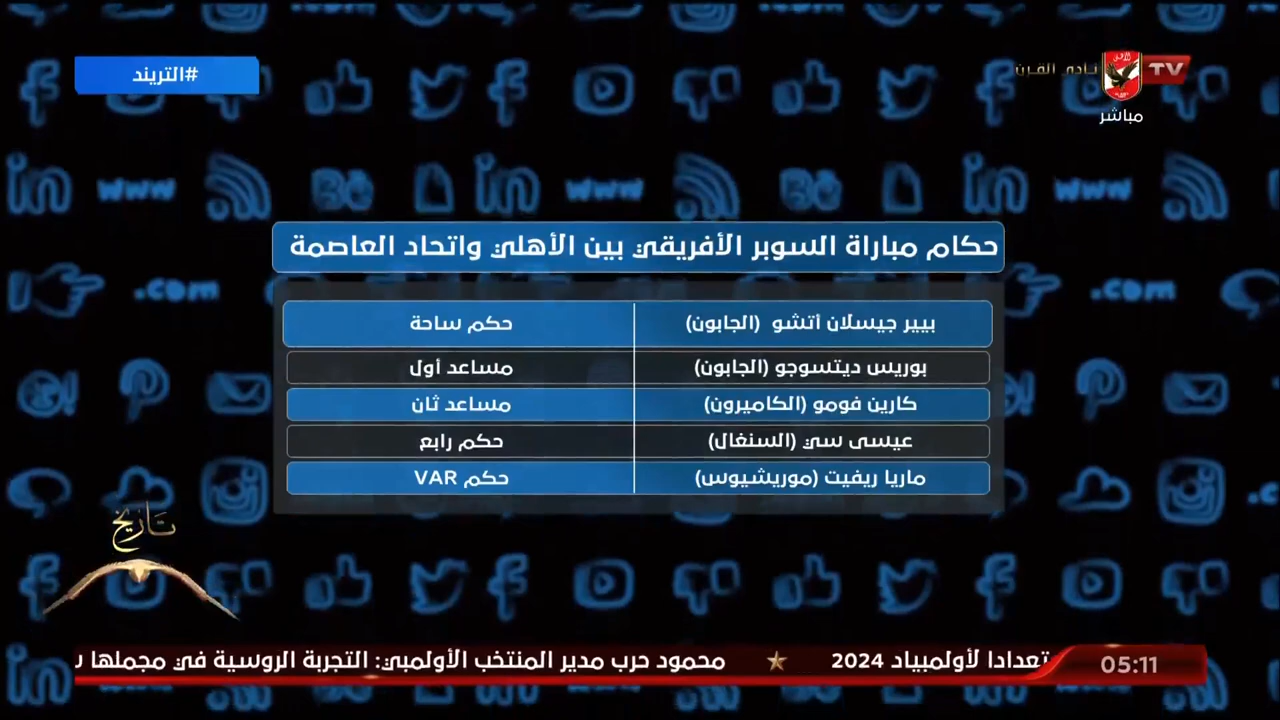 #التريند
نادي القرن
TV
مباشر
حكام مباراة السوبر الأفريقي بين الأهلي واتحاد العاصمة
بيير جيسلان أتشو (الجابون) حكم ساحة
بوريس ديتسوجو (الجابون) مساعد أول
كارين فومو (الكاميرون) مساعد ثان
عيسى سي (السنغال) حكم رابع
ماريا ريفيت (موريشيوس) حكم VAR
تاريخ
05:11 تعدادا لأولمبياد 2024 محمود حرب مدير المنتخب الأولمبي: التجربة الروسية في مجملها